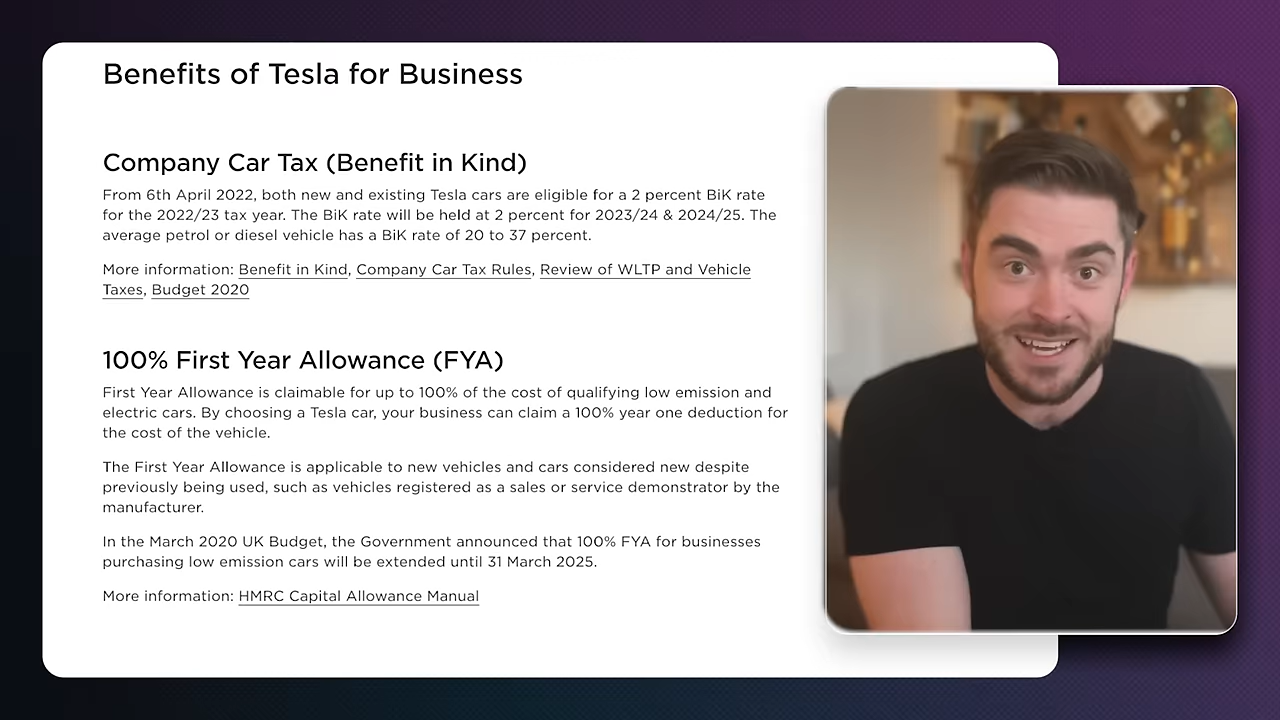 Benefits of Tesla for Business
Company Car Tax (Benefit in Kind)
From 6th April 2022, both new and existing Tesla cars are eligible for a 2 percent BiK rate
for the 2022/23 tax year. The BiK rate will be held at 2 percent for 2023/24 & 2024/25. The
average petrol or diesel vehicle has a BiK rate of 20 to 37 percent.
More information: Benefit in Kind, Company Car Tax Rules, Review of WLTP and Vehicle
Taxes, Budget 2020
100% First Year Allowance (FYA)
First Year Allowance is claimable for up to 100% of the cost of qualifying low emission and
electric cars. By choosing a Tesla car, your business can claim a 100% year one deduction for
the cost of the vehicle.
The First Year Allowance is applicable to new vehicles and cars considered new despite
previously being used, such as vehicles registered as a sales or service demonstrator by the
manufacturer.
In the March 2020 UK Budget, the Government announced that 100% FYA for businesses
purchasing low emission cars will be extended until 31 March 2025.
More information: HMRC Capital Allowance Manual